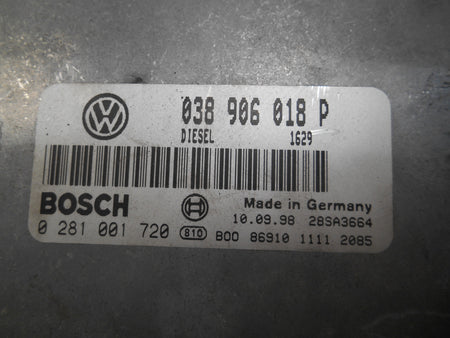 038 906 018 P
DIESEL 1629
BOSCH Made in Germany
10.09.98 28SA3664
0 281 001 720 810 B00 86910 1111 2085